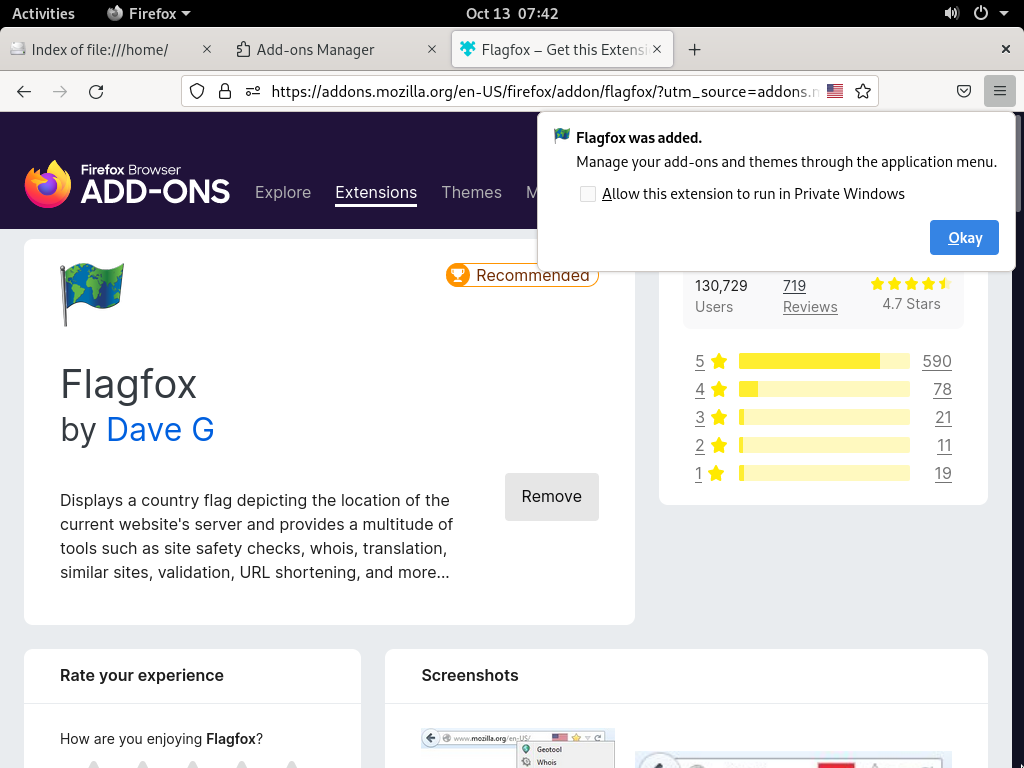 Activities
Firefox
Oct 13 07:42
Index of file:///home/
Add-ons Manager
Flagfox – Get this Extensi
https://addons.mozilla.org/en-US/firefox/addon/flagfox/?utm_source=addons.
Flagfox was added.
Manage your add-ons and themes through the application menu.
Allow this extension to run in Private Windows
Okay
Firefox Browser
ADD-ONS
Explore
Extensions
Themes
M
Recommended
Flagfox
by Dave G
Displays a country flag depicting the location of the
current website's server and provides a multitude of
tools such as site safety checks, whois, translation,
similar sites, validation, URL shortening, and more...
Remove
130,729
Users
719
Reviews
4.7 Stars
5 590
4 78
3 21
2 11
1 19
Rate your experience
How are you enjoying Flagfox?
Screenshots
www.mozilla.org/en-US/
Geotool
Whois